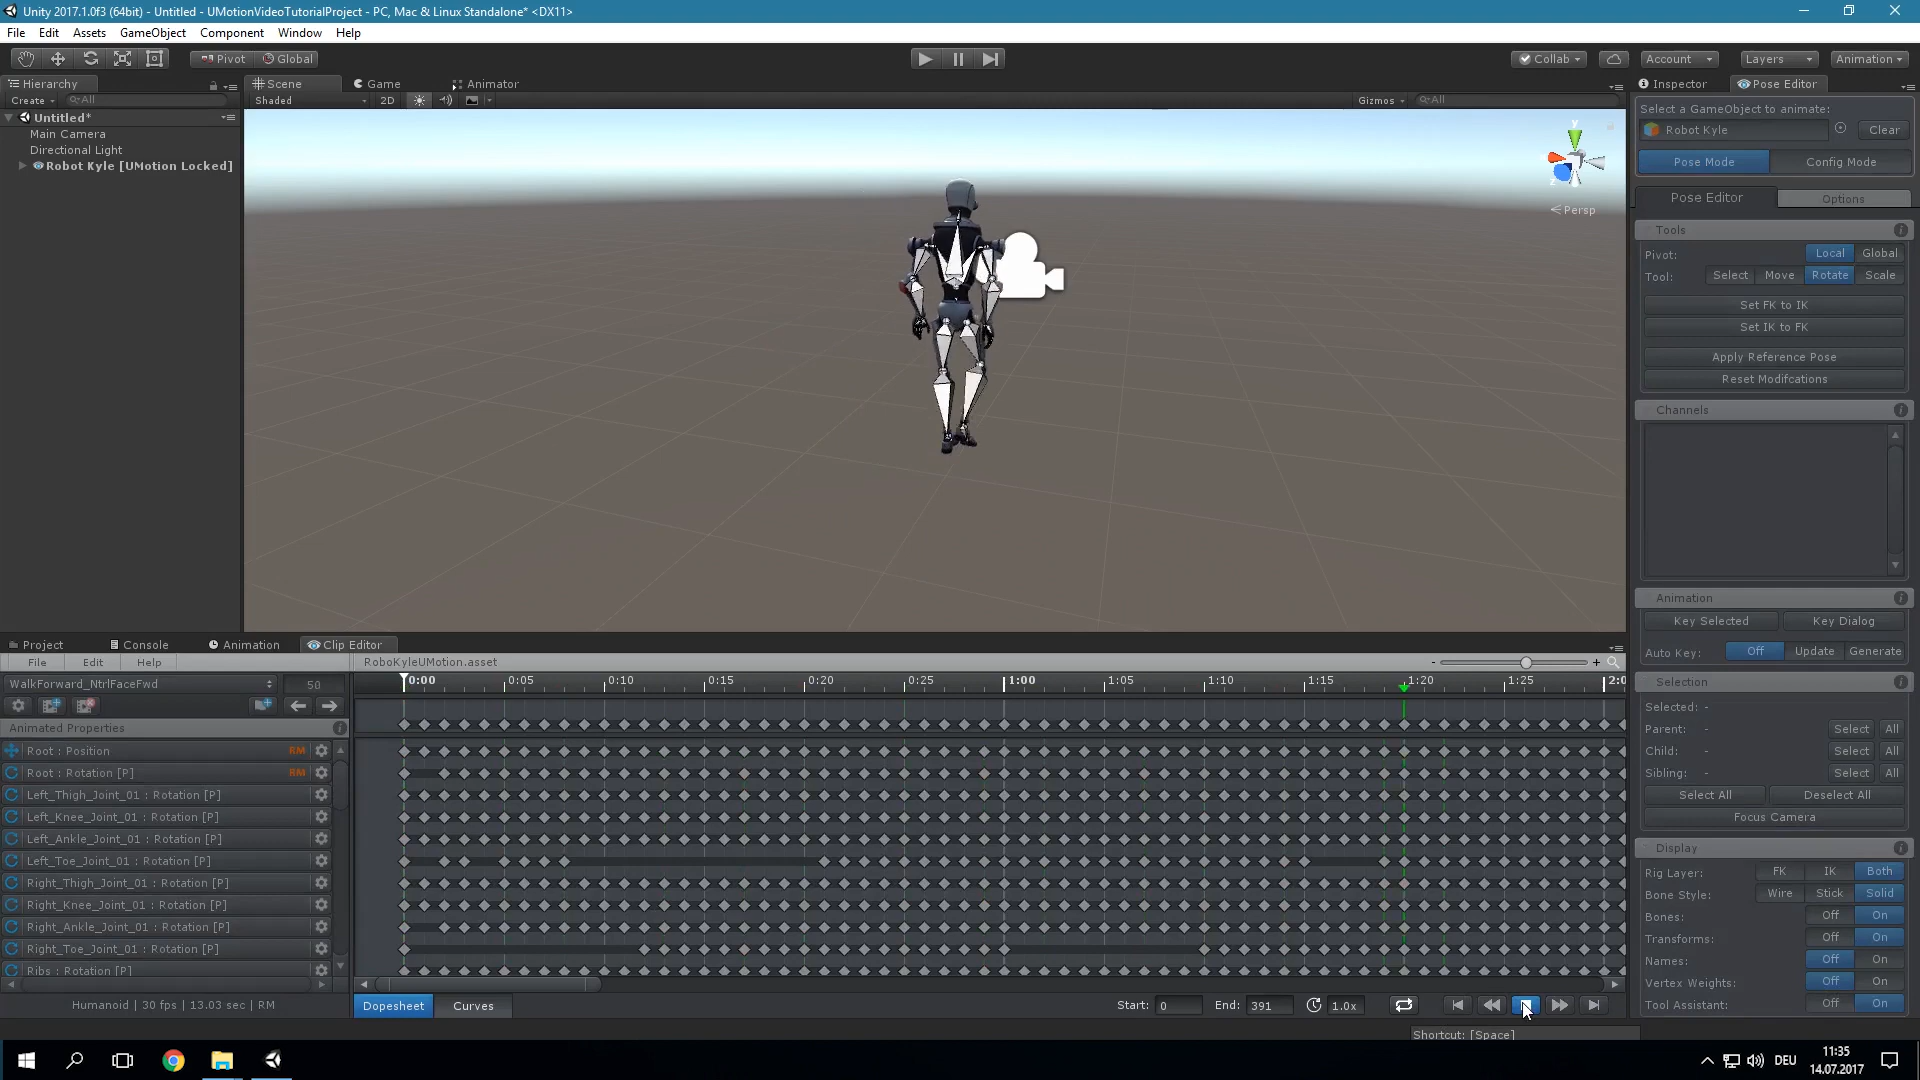 Unity 2017.1.0f3 (64bit) - Untitled - UMotionVideoTutorialProject - PC, Mac & Linux Standalone* <DX11>
File Edit Assets GameObject Component Window Help
Pivot Global Collab Account Layers Animation
Hierarchy Scene Game Animator Inspector Pose Editor
Create All Shaded 2D Gizmos All
Select a GameObject to animate:
Untitled*
Main Camera
Directional Light
Robot Kyle [UMotion Locked]
y
z
Persp
Robot Kyle Clear
Pose Mode Config Mode
Pose Editor Options
Tools
Pivot: Local Global
Tool: Select Move Rotate Scale
Set FK to IK
Set IK to FK
Apply Reference Pose
Reset Modifcations
Channels
Animation
Key Selected Key Dialog
Auto Key: Off Update Generate
Selection
Selected: -
Parent: - Select All
Child: - Select All
Sibling: - Select All
Select All Deselect All
Focus Camera
Display
Rig Layer: FK IK Both
Bone Style: Wire Stick Solid
Bones: Off On
Transforms: Off On
Names: Off On
Vertex Weights: Off On
Tool Assistant: Off On
Project Console Animation Clip Editor
File Edit Help RoboKyleUMotion.asset - +
WalkForward_NtrlFaceFwd 50
0:00 0:05 0:10 0:15 0:20 0:25 1:00 1:05 1:10 1:15 1:20 1:25 2:0
Animated Properties
Root : Position RM
Root : Rotation [P] RM
Left_Thigh_Joint_01 : Rotation [P]
Left_Knee_Joint_01 : Rotation [P]
Left_Ankle_Joint_01 : Rotation [P]
Left_Toe_Joint_01 : Rotation [P]
Right_Thigh_Joint_01 : Rotation [P]
Right_Knee_Joint_01 : Rotation [P]
Right_Ankle_Joint_01 : Rotation [P]
Right_Toe_Joint_01 : Rotation [P]
Ribs : Rotation [P]
Humanoid | 30 fps | 13.03 sec | RM
Dopesheet Curves Start: 0 End: 391 1.0x
Shortcut: [Space]
DEU 11:35
14.07.2017